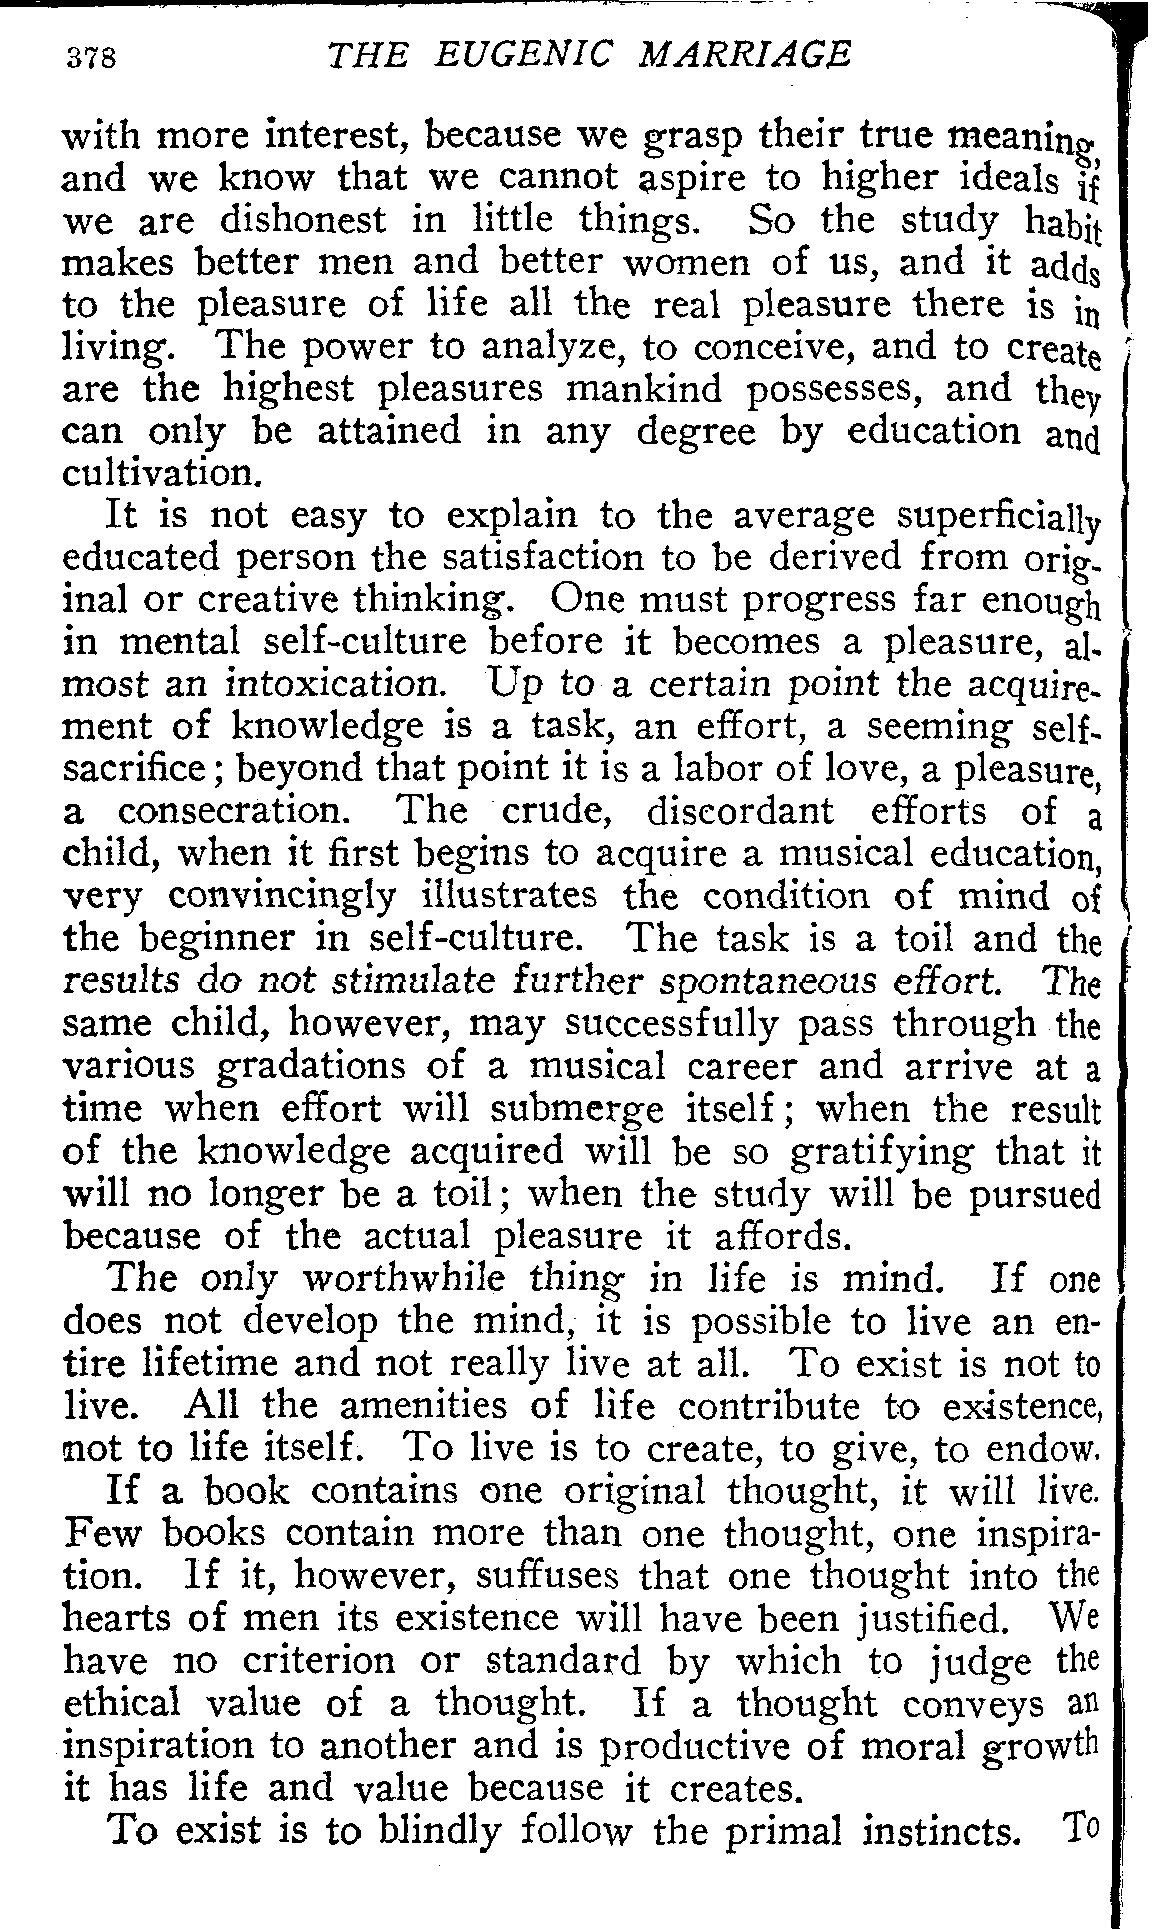 378 THE EUGENIC MARRIAGE
with more interest, because we grasp their true meaning,
and we know that we cannot aspire to higher ideals if
we are dishonest in little things. So the study habit
makes better men and better women of us, and it adds
to the pleasure of life all the real pleasure there is in
living. The power to analyze, to conceive, and to create
are the highest pleasures mankind possesses, and they
can only be attained in any degree by education and
cultivation.
It is not easy to explain to the average superficially
educated person the satisfaction to be derived from orig-
inal or creative thinking. One must progress far enough
in mental self-culture before it becomes a pleasure, al-
most an intoxication. Up to a certain point the acquire-
ment of knowledge is a task, an effort, a seeming self-
sacrifice; beyond that point it is a labor of love, a pleasure,
a consecration. The crude, discordant efforts of a
child, when it first begins to acquire a musical education,
very convincingly illustrates the condition of mind of
the beginner in self-culture. The task is a toil and the
results do not stimulate further spontaneous effort. The
same child, however, may successfully pass through the
various gradations of a musical career and arrive at a
time when effort will submerge itself; when the result
of the knowledge acquired will be so gratifying that it
will no longer be a toil; when the study will be pursued
because of the actual pleasure it affords.
The only worthwhile thing in life is mind. If one
does not develop the mind, it is possible to live an en-
tire lifetime and not really live at all. To exist is not to
live. All the amenities of life contribute to existence,
not to life itself. To live is to create, to give, to endow.
If a book contains one original thought, it will live.
Few books contain more than one thought, one inspira-
tion. If it, however, suffuses that one thought into the
hearts of men its existence will have been justified. We
have no criterion or standard by which to judge the
ethical value of a thought. If a thought conveys an
inspiration to another and is productive of moral growth
it has life and value because it creates.
To exist is to blindly follow the primal instincts. To